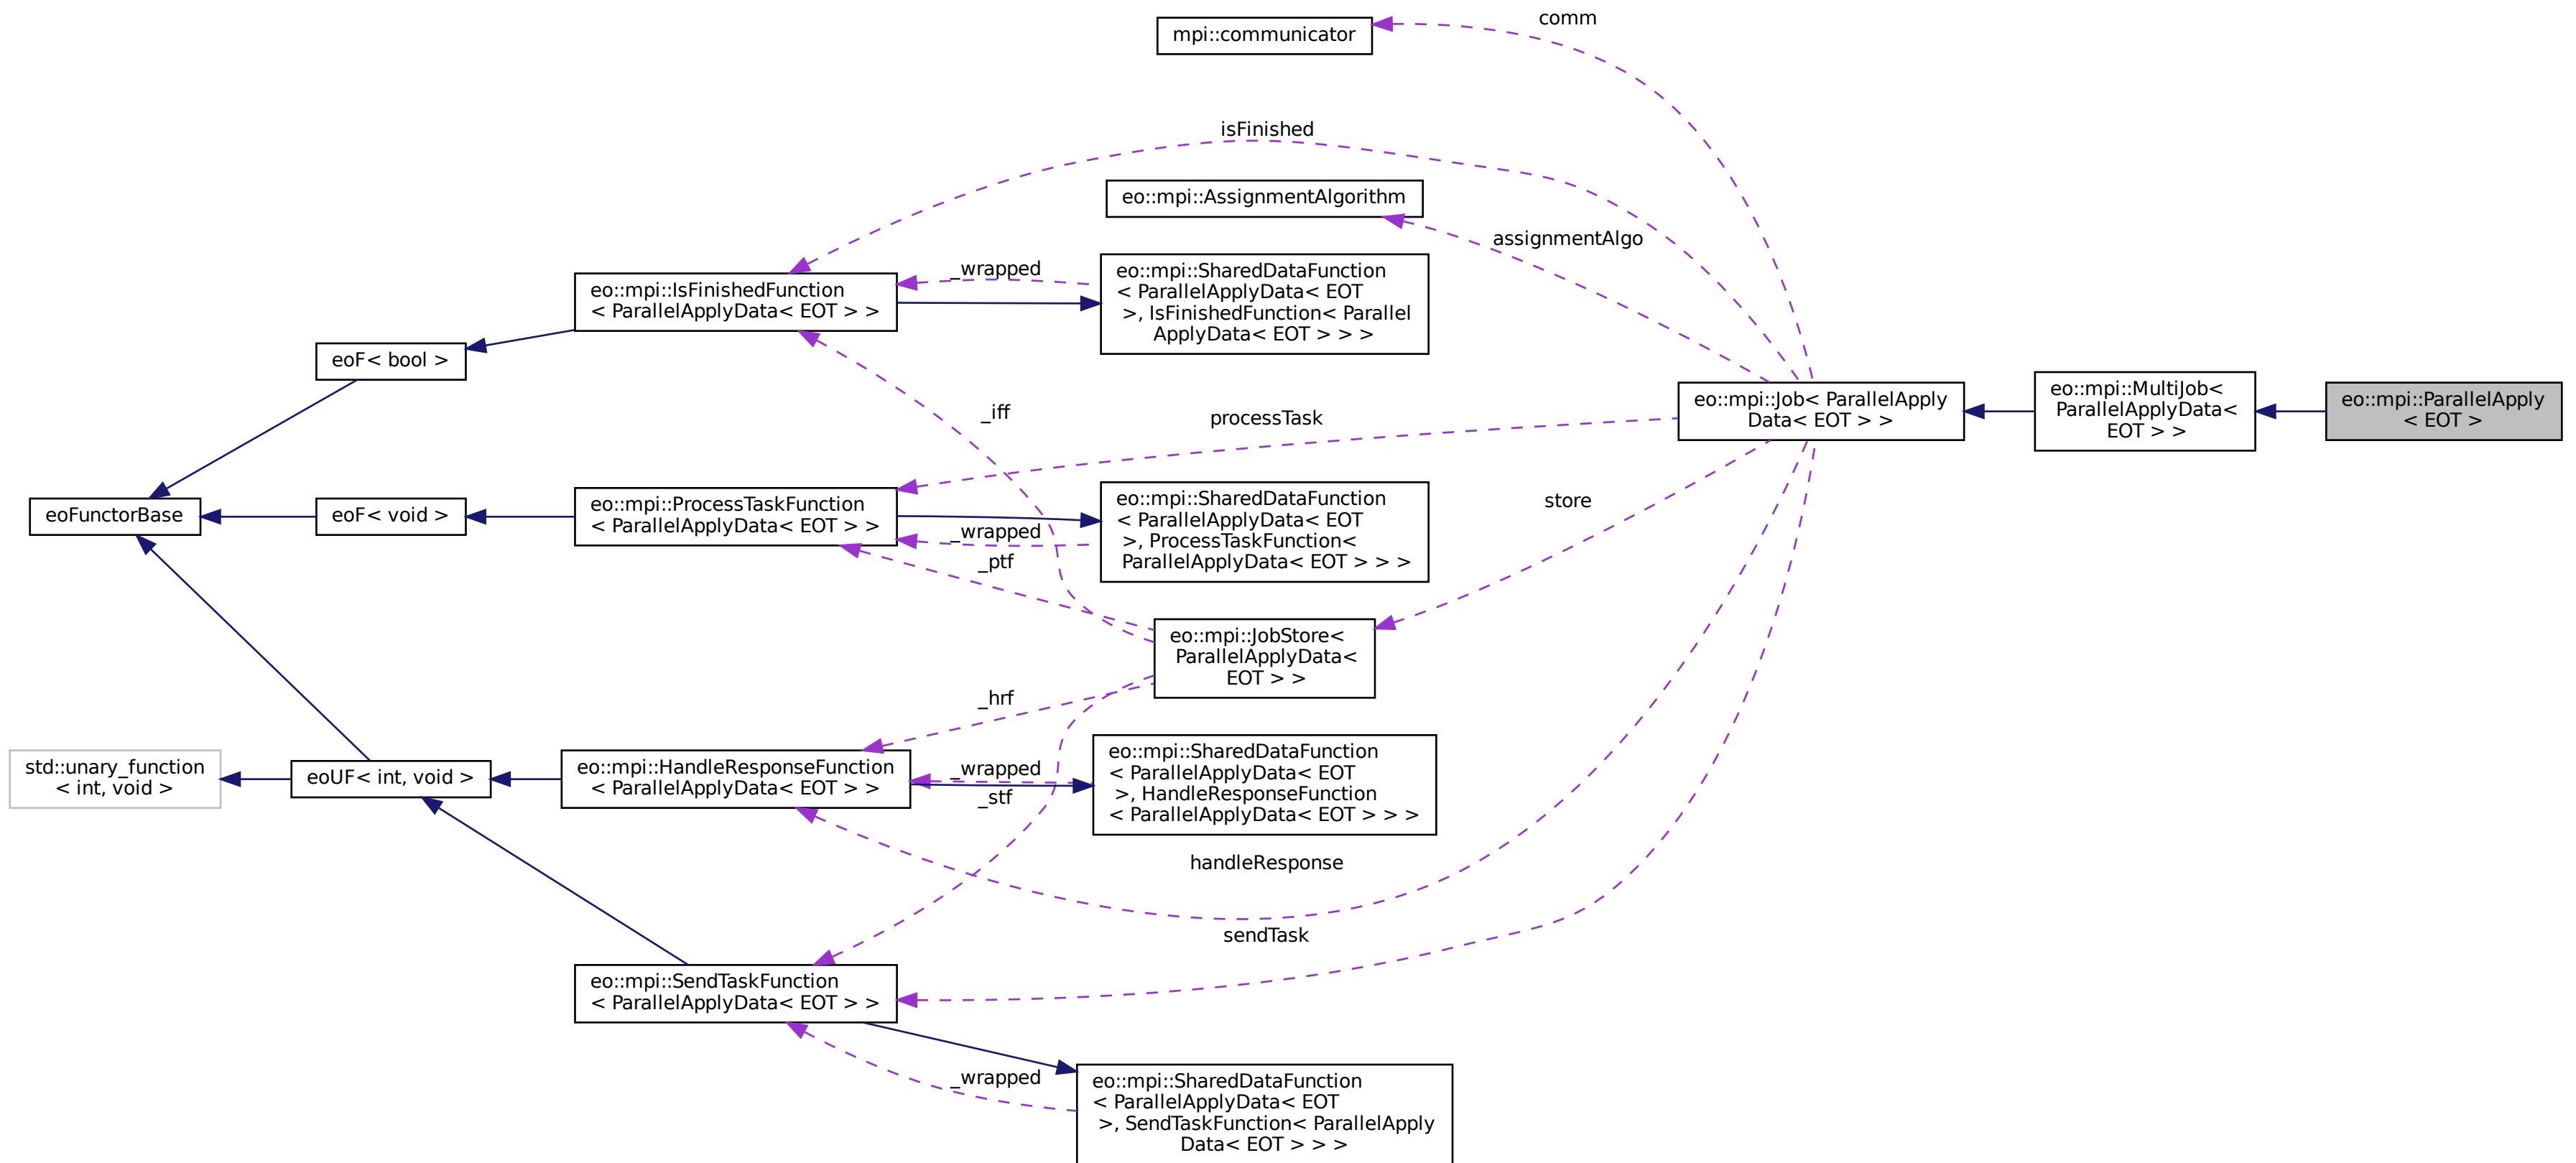 comm
mpi::communicator
isFinished
eo::mpi::AssignmentAlgorithm
assignmentAlgo
_wrapped
eo::mpi::SharedDataFunction
< ParallelApplyData< EOT
>, IsFinishedFunction< Parallel
ApplyData< EOT > > >
eo::mpi::IsFinishedFunction
< ParallelApplyData< EOT > >
eoF< bool >
eo::mpi::Job< ParallelApply
Data< EOT > >
eo::mpi::MultiJob<
ParallelApplyData<
EOT > >
eo::mpi::ParallelApply
< EOT >
_iff
processTask
eoFunctorBase
eoF< void >
eo::mpi::ProcessTaskFunction
< ParallelApplyData< EOT > >
eo::mpi::SharedDataFunction
< ParallelApplyData< EOT
>, ProcessTaskFunction<
ParallelApplyData< EOT > > >
store
_wrapped
_ptf
eo::mpi::JobStore<
ParallelApplyData<
EOT > >
_hrf
std::unary_function
< int, void >
eoUF< int, void >
eo::mpi::HandleResponseFunction
< ParallelApplyData< EOT > >
_wrapped
_stf
eo::mpi::SharedDataFunction
< ParallelApplyData< EOT
>, HandleResponseFunction
< ParallelApplyData< EOT > > >
handleResponse
sendTask
eo::mpi::SendTaskFunction
< ParallelApplyData< EOT > >
_wrapped
eo::mpi::SharedDataFunction
< ParallelApplyData< EOT
>, SendTaskFunction< ParallelApply
Data< EOT > > >